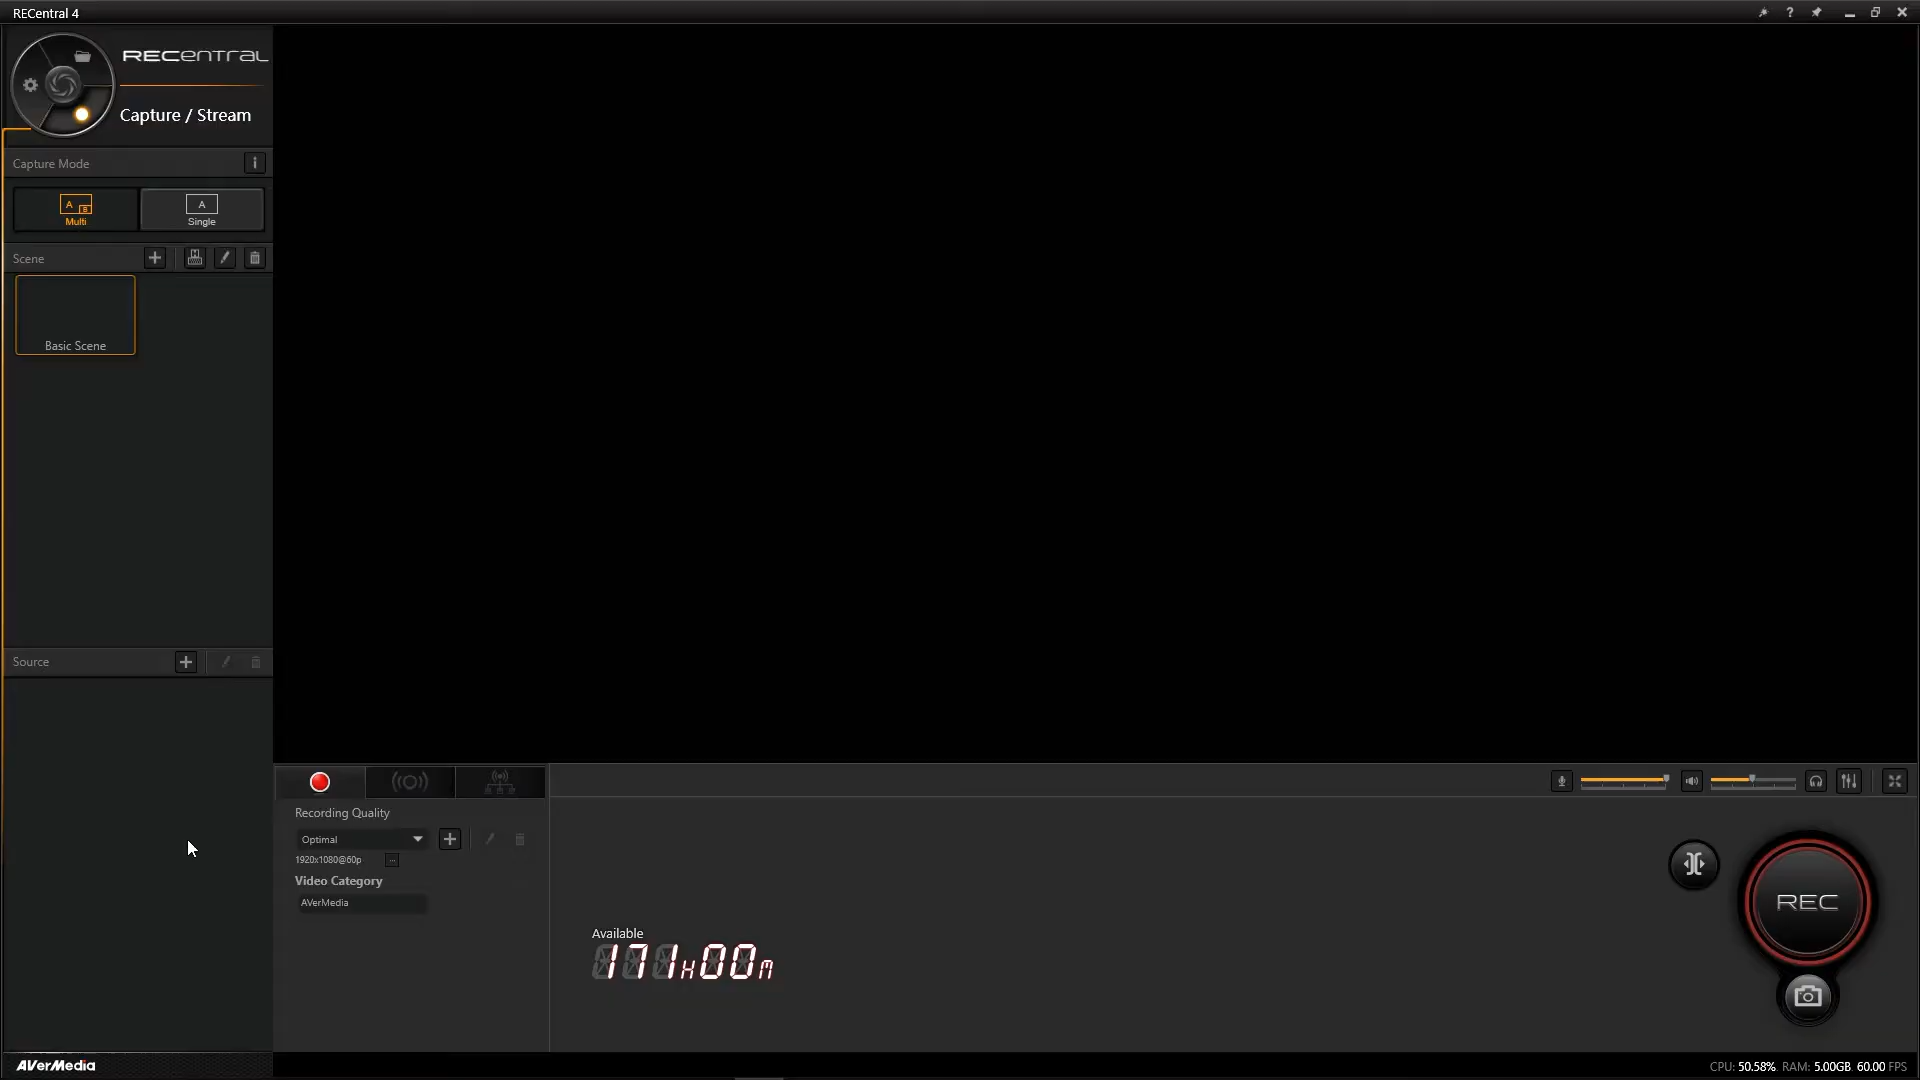 RECentral 4
RECentral
Capture / Stream
Capture Mode
i
A B
Multi
A
Single
Scene
Basic Scene
Source
Recording Quality
Optimal
1920x1080@60p
...
Video Category
AVerMedia
Available
171H00M
REC
AVerMedia
CPU: 50.58% RAM: 5.00GB 60.00 FPS